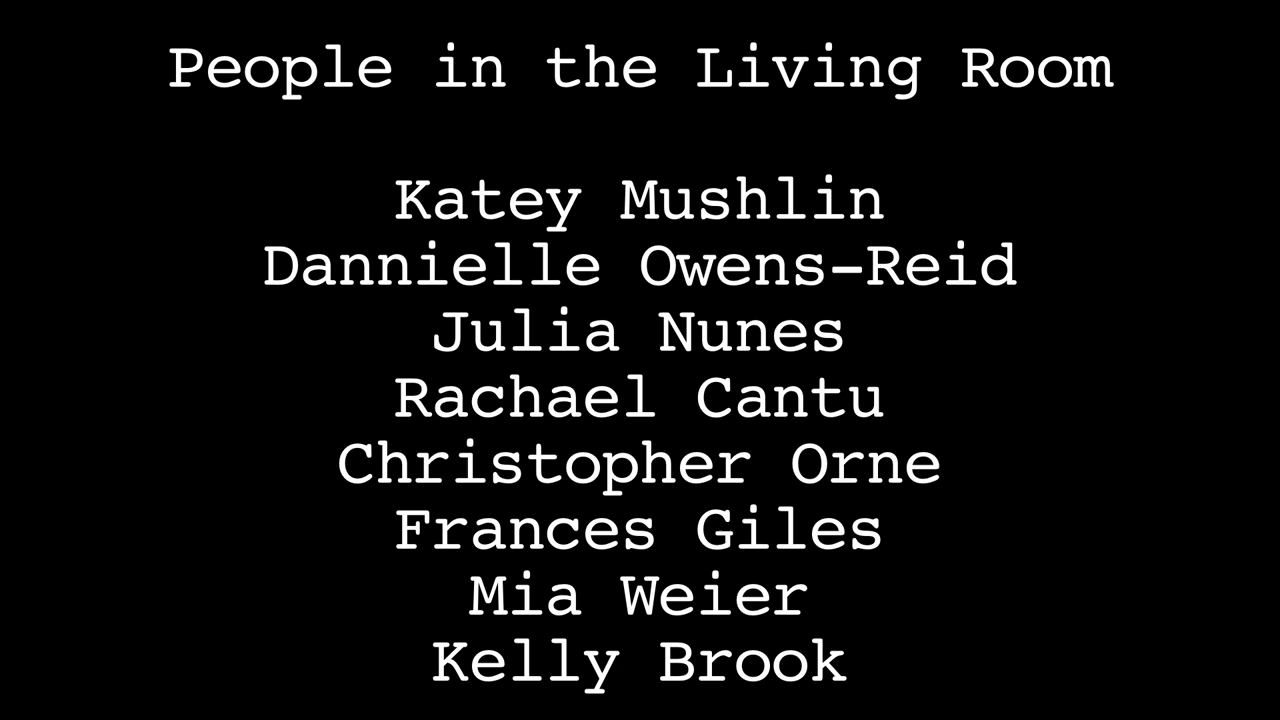 People in the Living Room
Katey Mushlin
Dannielle Owens-Reid
Julia Nunes
Rachael Cantu
Christopher Orne
Frances Giles
Mia Weier
Kelly Brook